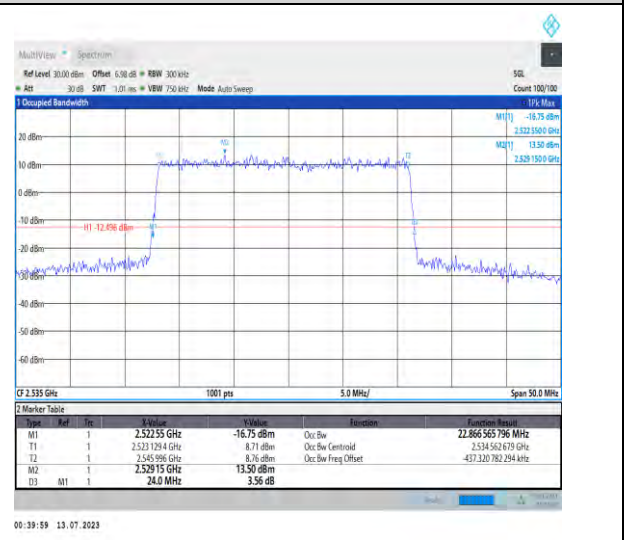 MultiView Spectrum
Ref Level 30.00 dBm Offset 6.98 dB RBW 300 kHz SGL
Att 30 dB SWT 1.01 ms VBW 750 kHz Mode Auto Sweep Count 100/100
1 Occupied Bandwidth 1Pk Max
M1[1] -16.75 dBm
2.522 550 0 GHz
M2[1] 13.50 dBm
2.529 150 0 GHz
20 dBm
M2
T2
10 dBm
0 dBm
-10 dBm
H1 -12.496 dBm
M1
-20 dBm
-30 dBm
-40 dBm
-50 dBm
-60 dBm
CF 2.535 GHz 1001 pts 5.0 MHz/ Span 50.0 MHz
2 Marker Table
Type Ref Trc X-Value Y-Value Function Function Result
M1 1 2.522 55 GHz -16.75 dBm Occ Bw 22.866 565 796 MHz
T1 1 2.523 129 4 GHz 8.71 dBm Occ Bw Centroid 2.534 562 679 GHz
T2 1 2.545 996 GHz 8.76 dBm Occ Bw Freq Offset -437.320 782 294 kHz
M2 1 2.529 15 GHz 13.50 dBm
D3 M1 1 24.0 MHz 3.56 dB
00:39:59 13.07.2023